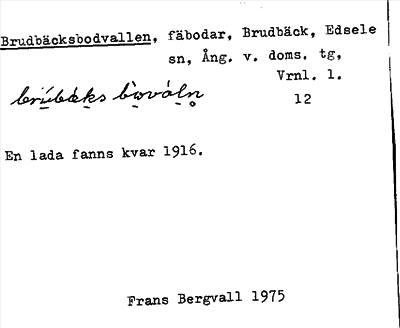 Brudbäcksbodvallen, fäbodar, Brudbäck, Edsele
sn, Ång. v. doms. tg,
Vrnl. l.
brúbäks bωvåln 12
En lada fanns kvar 1916.
Frans Bergvall 1975